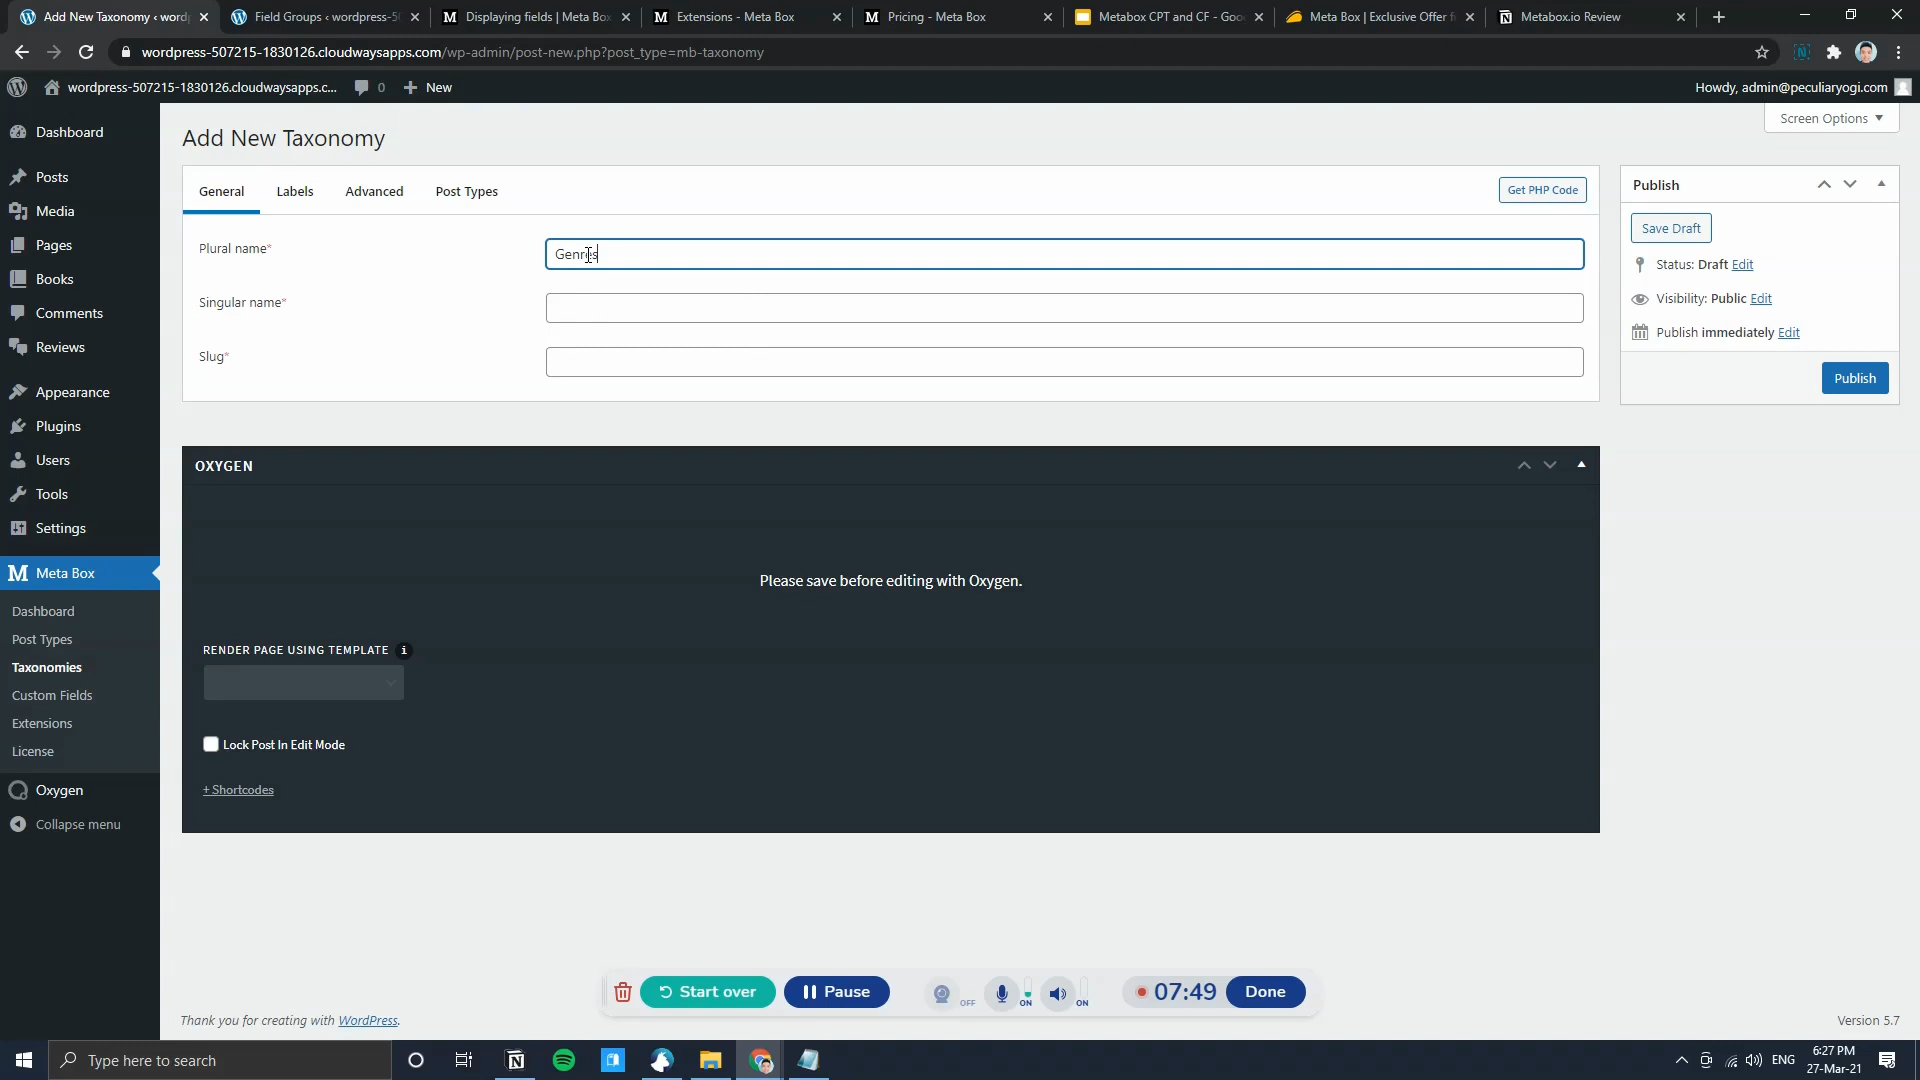 Add New Taxonomy ‹ wordp
Field Groups ‹ wordpress-50
Displaying fields | Meta Box
Extensions - Meta Box
Pricing - Meta Box
Metabox CPT and CF - Goo
Meta Box | Exclusive Offer f
Metabox.io Review
wordpress-507215-1830126.cloudwaysapps.com/wp-admin/post-new.php?post_type=mb-taxonomy
wordpress-507215-1830126.cloudwaysapps.c...
0
New
Howdy, admin@peculiaryogi.com
Screen Options
Dashboard
Posts
Media
Pages
Books
Comments
Reviews
Appearance
Plugins
Users
Tools
Settings
Meta Box
Dashboard
Post Types
Taxonomies
Custom Fields
Extensions
License
Oxygen
Collapse menu
Add New Taxonomy
General
Labels
Advanced
Post Types
Get PHP Code
Plural name*
Genres
Singular name*
Slug*
Publish
Save Draft
Status: Draft Edit
Visibility: Public Edit
Publish immediately Edit
Publish
OXYGEN
Please save before editing with Oxygen.
RENDER PAGE USING TEMPLATE i
Lock Post In Edit Mode
+ Shortcodes
Start over
Pause
OFF
ON
ON
07:49
Done
Thank you for creating with WordPress.
Version 5.7
Type here to search
ENG
6:27 PM
27-Mar-21